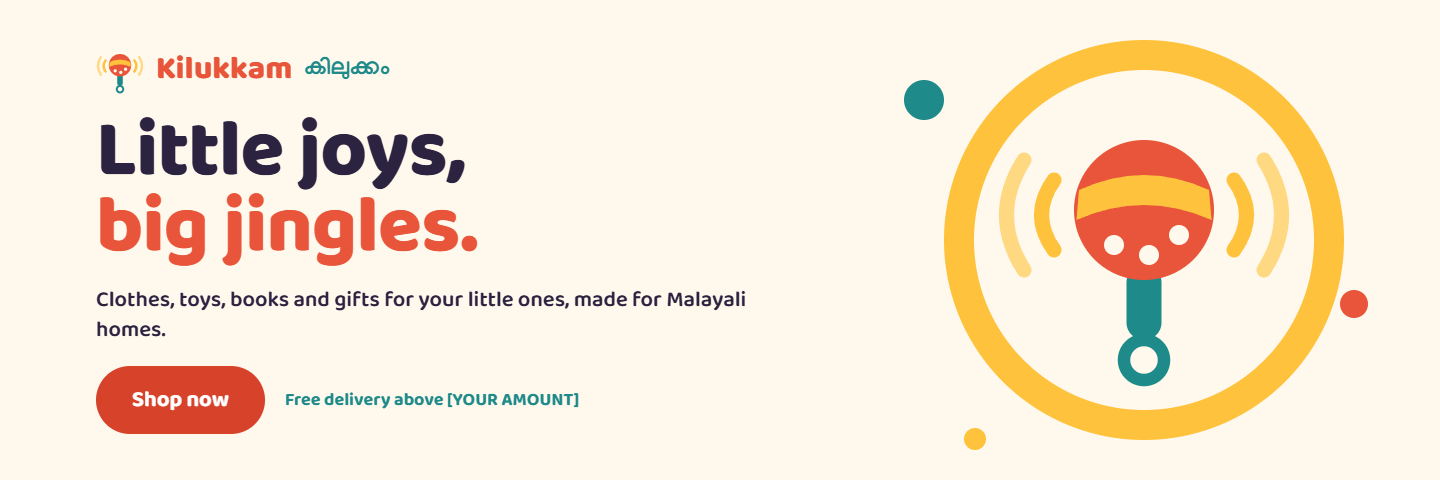 Kilukkam കിലുക്കം
Little joys,
big jingles.
Clothes, toys, books and gifts for your little ones, made for Malayali
homes.
Shop now
Free delivery above [YOUR AMOUNT]